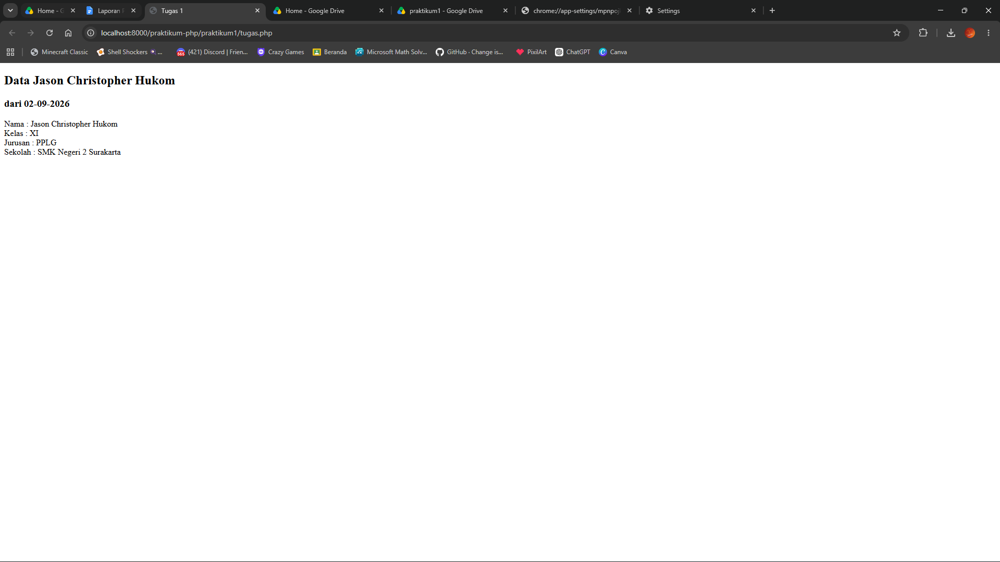 Home - G
Laporan P
Tugas 1
Home - Google Drive
praktikum1 - Google Drive
chrome://app-settings/mpnpoj
Settings
localhost:8000/praktikum-php/praktikum1/tugas.php
Minecraft Classic
Shell Shockers ...
(421) Discord | Frien...
Crazy Games
Beranda
Microsoft Math Solv...
GitHub · Change is...
PixilArt
ChatGPT
Canva
Data Jason Christopher Hukom
dari 02-09-2026
Nama : Jason Christopher Hukom
Kelas : XI
Jurusan : PPLG
Sekolah : SMK Negeri 2 Surakarta